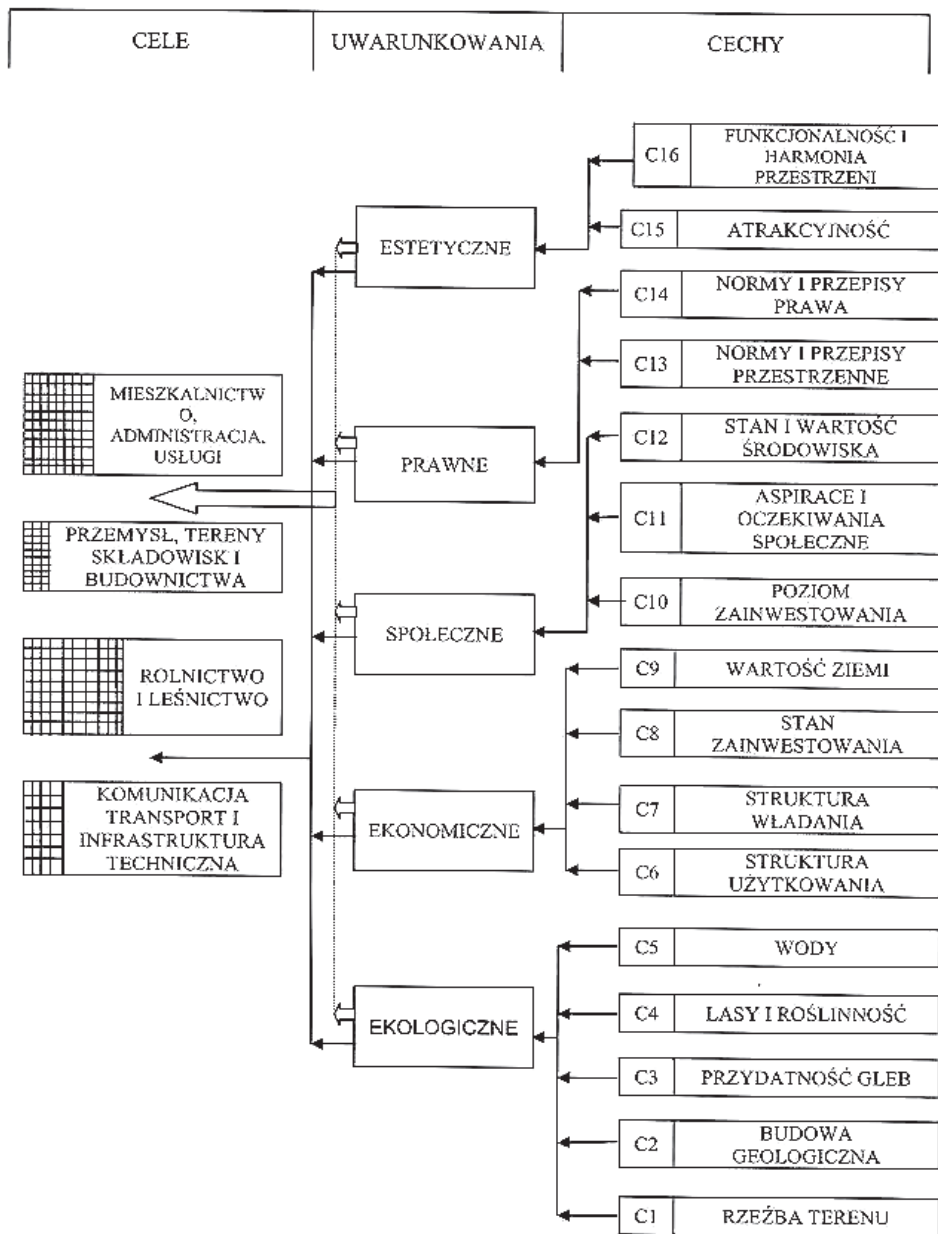 CELE
UWARUNKOWANIA
CECHY
MIESZKALNICTW
O,
ADMINISTRACJA,
USŁUGI
PRZEMYSŁ, TERENY
SKŁADOWISK I
BUDOWNICTWA
ROLNICTWO
I LEŚNICTWO
KOMUNIKACJA
TRANSPORT I
INFRASTRUKTURA
TECHNICZNA
ESTETYCZNE
PRAWNE
SPOŁECZNE
EKONOMICZNE
EKOLOGICZNE
C16
FUNKCJONALNOŚĆ I
HARMONIA
PRZESTRZENI
C15
ATRAKCYJNOŚĆ
C14
NORMY I PRZEPISY
PRAWA
C13
NORMY I PRZEPISY
PRZESTRZENNE
C12
STAN I WARTOŚĆ
ŚRODOWISKA
C11
ASPIRACE I
OCZEKIWANIA
SPOŁECZNE
C10
POZIOM
ZAINWESTOWANIA
C9
WARTOŚĆ ZIEMI
C8
STAN
ZAINWESTOWANIA
C7
STRUKTURA
WŁADANIA
C6
STRUKTURA
UŻYTKOWANIA
C5
WODY
C4
LASY I ROŚLINNOŚĆ
C3
PRZYDATNOŚĆ GLEB
C2
BUDOWA
GEOLOGICZNA
C1
RZEŹBA TERENU